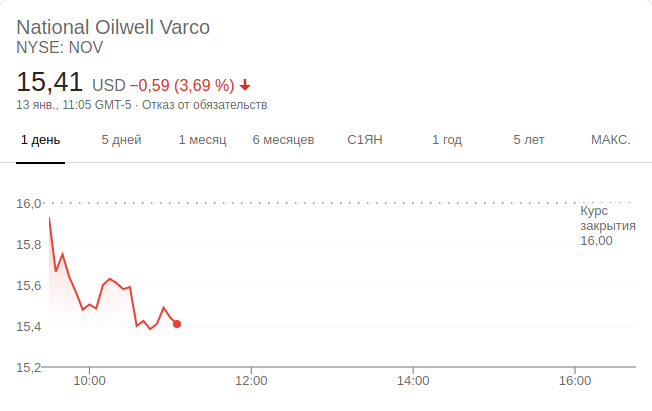 National Oilwell Varco
NYSE: NOV
15,41 USD −0,59 (3,69 %) ↓
13 янв., 11:05 GMT-5 · Отказ от обязательств
1 день 5 дней 1 месяц 6 месяцев С1ЯН 1 год 5 лет МАКС.
16,0
Курс
закрытия
16,00
15,8
15,6
15,4
15,2
10:00 12:00 14:00 16:00